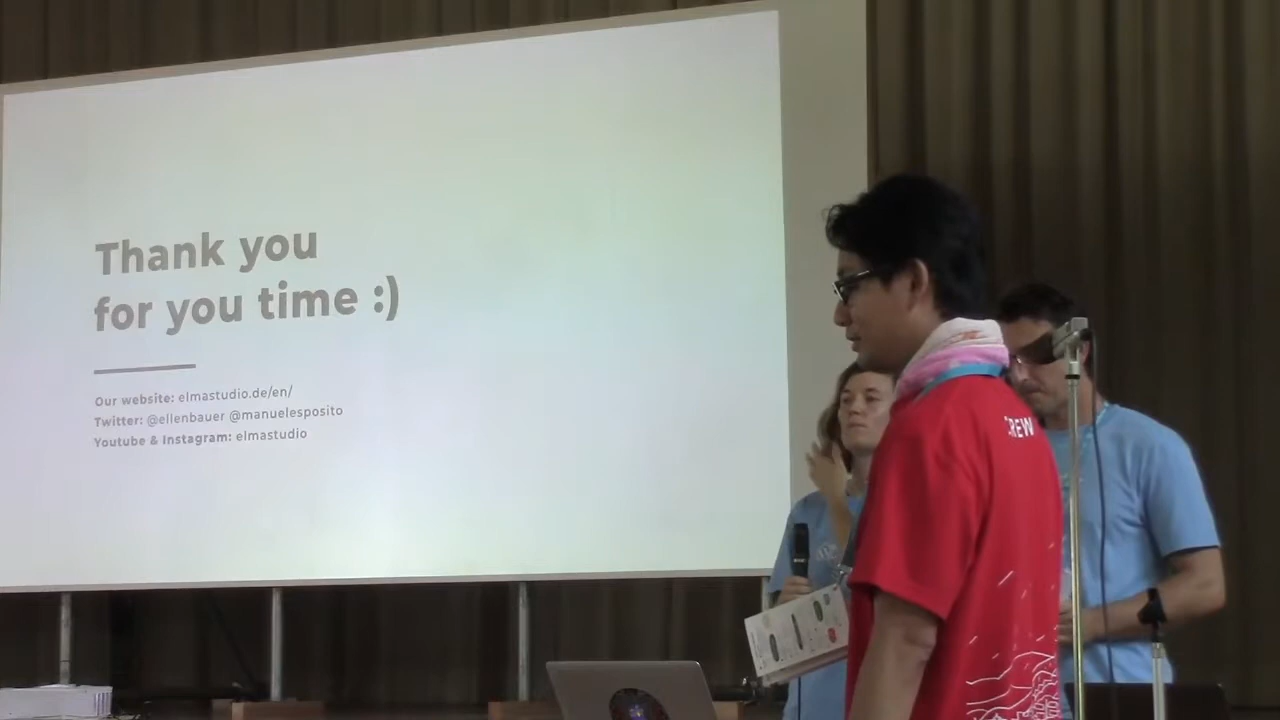 Thank you
for you time :)
Our website: elmastudio.de/en/
Twitter: @ellenbauer @manuelesposito
Youtube & Instagram: elmastudio
CREW